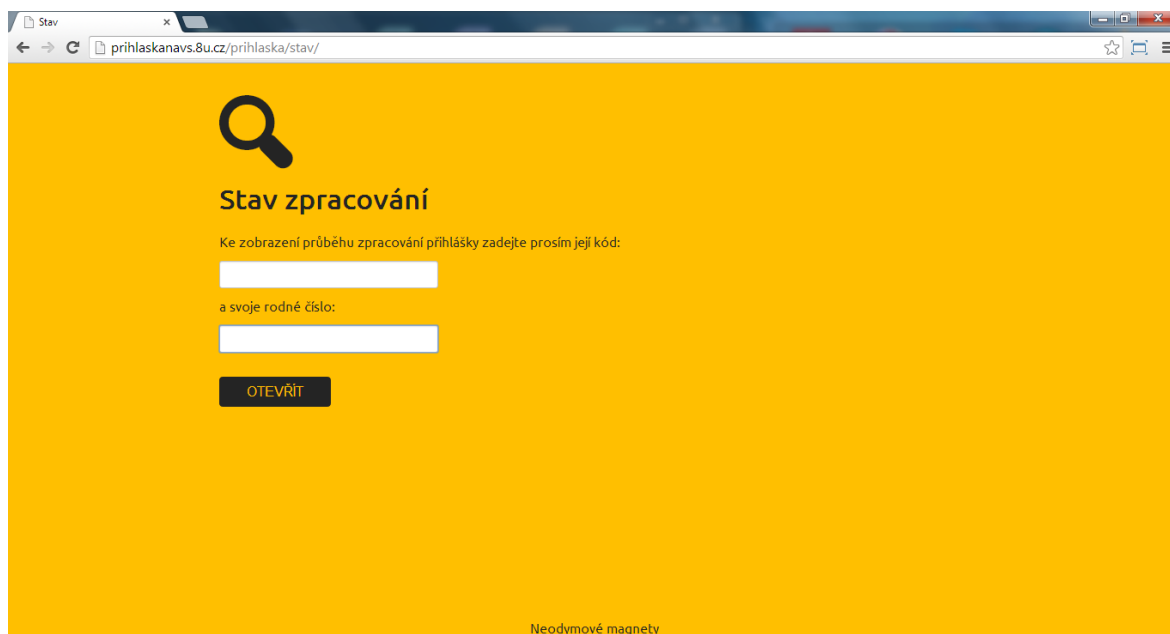 Stav
prihlaskanavs.8u.cz/prihlaska/stav/
Stav zpracování
Ke zobrazení průběhu zpracování přihlášky zadejte prosím její kód:
a svoje rodné číslo:
OTEVŘÍT
Neodymové magnety